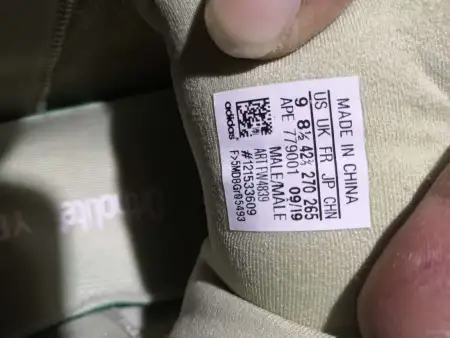 MADE IN CHINA
US UK FR JP CHN
9 8½ 42⅔ 270 265
APE 779001 09/19
MALE/MALE
ART FW4839
#121533609
F>5MD8GF05493
adidas